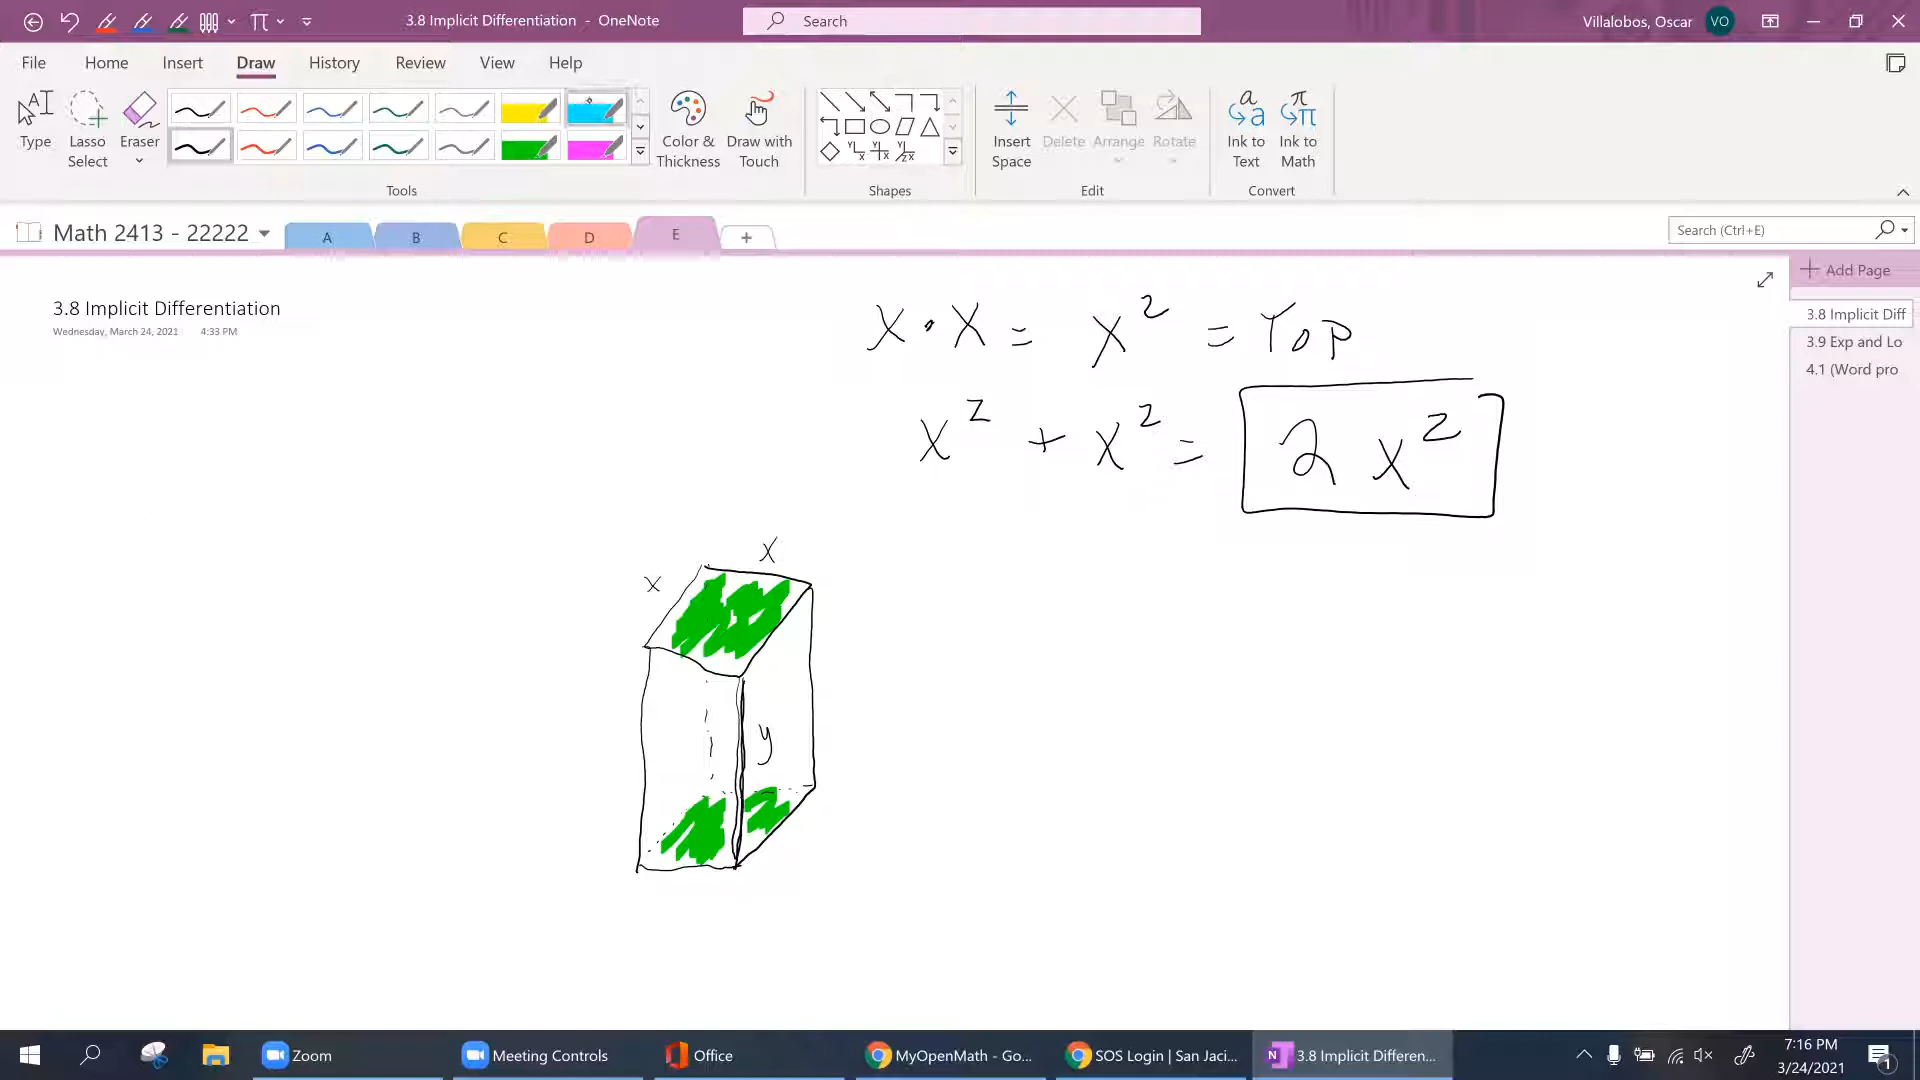 3.8 Implicit Differentiation - OneNote
Search
Villalobos, Oscar
VO
File Home Insert Draw History Review View Help
Type
Lasso Select
Eraser
Color & Thickness
Draw with Touch
Insert Space
Delete
Arrange
Rotate
Ink to Text
Ink to Math
Tools
Shapes
Edit
Convert
Math 2413 - 22222
A B C D E
Search (Ctrl+E)
Add Page
3.8 Implicit Diff
3.9 Exp and Lo
4.1 (Word pro
3.8 Implicit Differentiation
Wednesday, March 24, 2021 4:33 PM
X • X = X² = Top
X² + X² = 2 X²
X
X
y
Zoom
Meeting Controls
Office
MyOpenMath - Go...
SOS Login | San Jaci...
3.8 Implicit Differen...
7:16 PM
3/24/2021
1